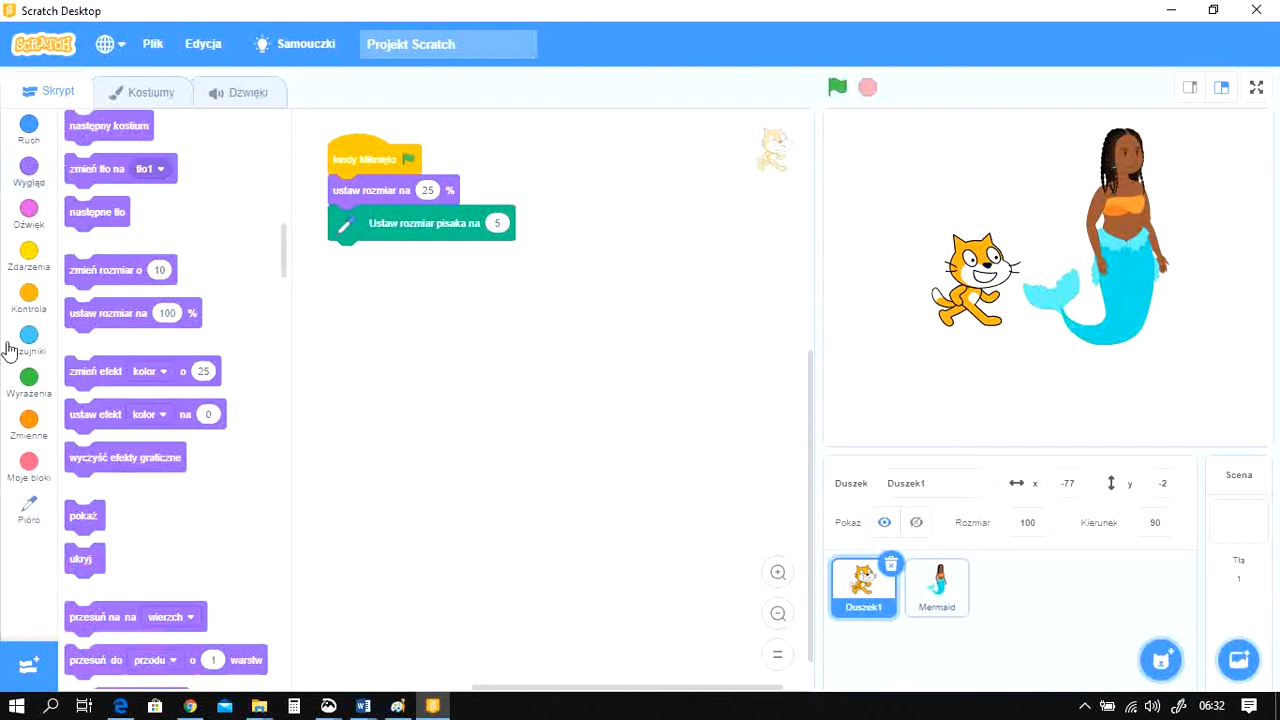 Scratch Desktop
SCRATCH
Plik
Edycja
Samouczki
Projekt Scratch
Skrypt
Kostiumy
Dźwięki
Ruch
Wygląd
Dźwięk
Zdarzenia
Kontrola
Wyrażenia
Zmienne
Moje bloki
Pióro
następny kostium
zmień tło na tło1
następne tło
zmień rozmiar o 10
ustaw rozmiar na 100 %
zmień efekt kolor o 25
ustaw efekt kolor na 0
wyczyść efekty graficzne
pokaż
ukryj
przesuń na na wierzch
przesuń do przodu o 1 warstw
kiedy kliknięto
ustaw rozmiar na 25 %
Ustaw rozmiar pisaka na 5
Duszek Duszek1 x -77 y -2
Pokaż Rozmiar 100 Kierunek 90
Duszek1
Mermaid
Scena
Tła
1
06:32